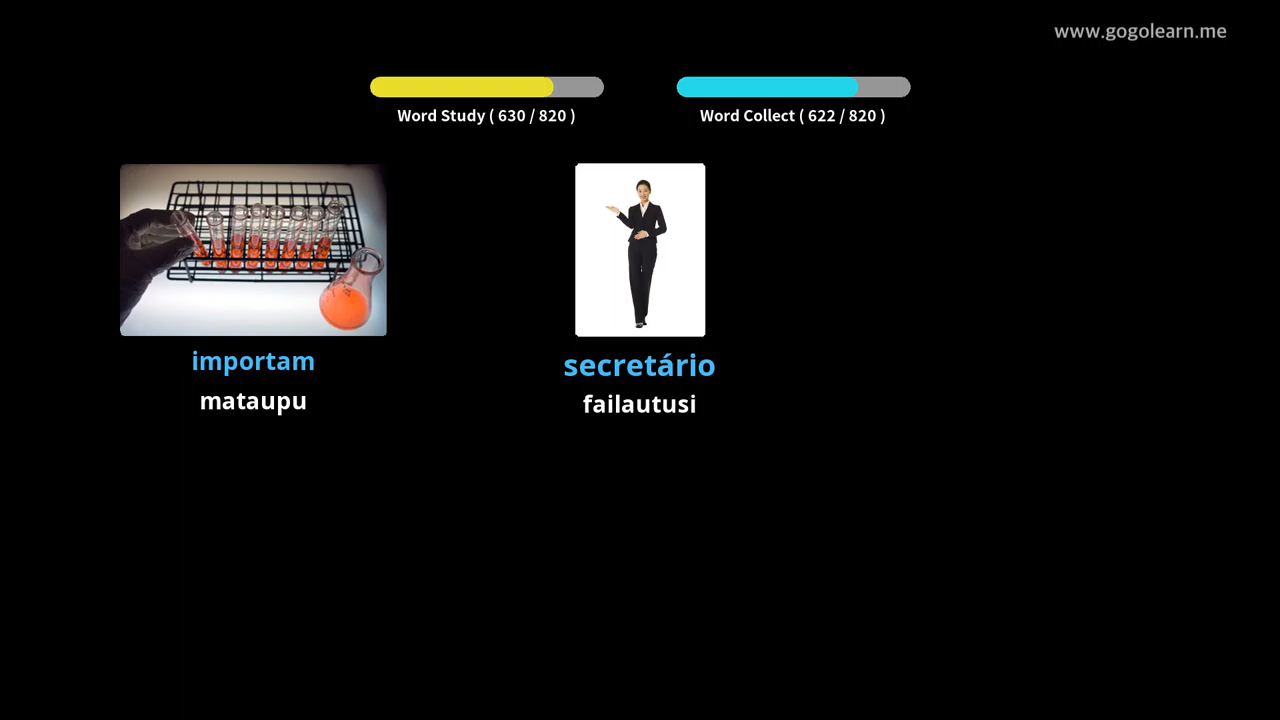 www.gogolearn.me
Word Study ( 630 / 820 )
Word Collect ( 622 / 820 )
importam
mataupu
secretário
failautusi